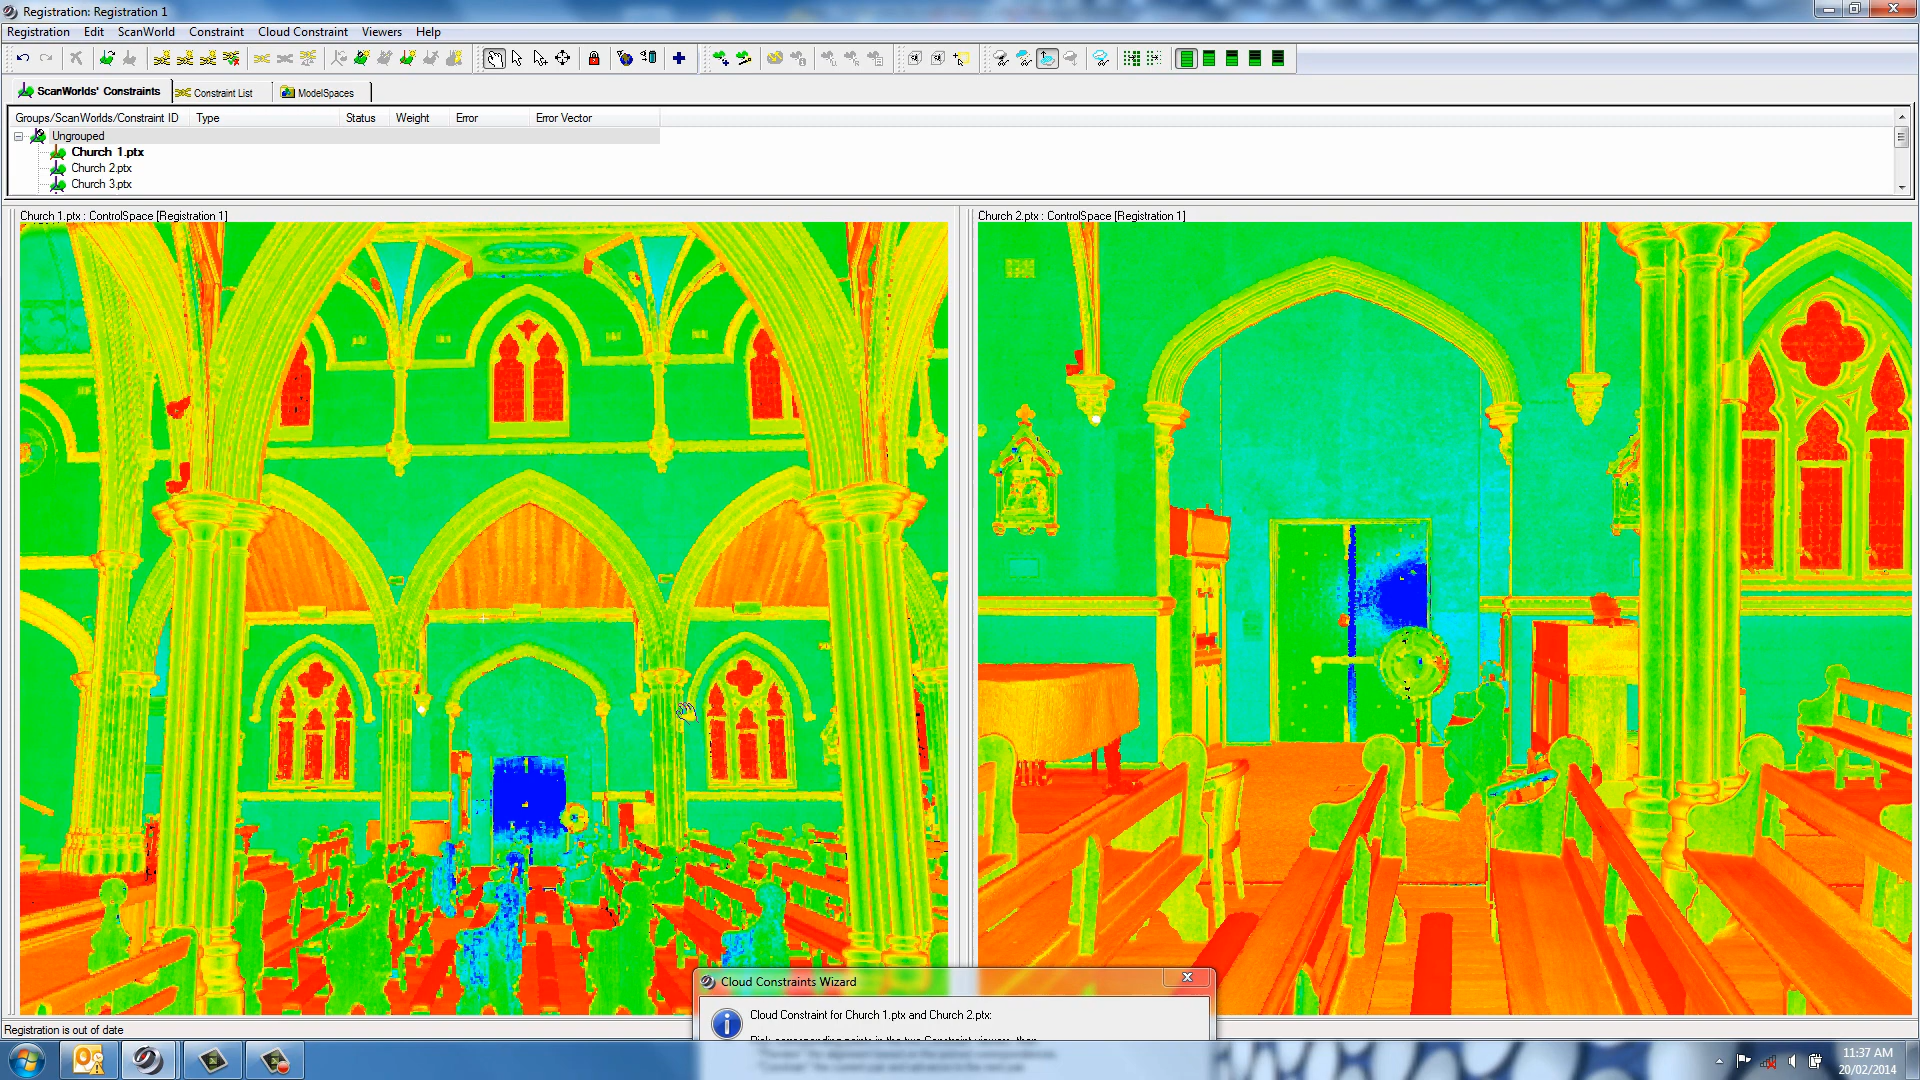 Registration: Registration 1
Registration Edit ScanWorld Constraint Cloud Constraint Viewers Help
ScanWorlds' Constraints Constraint List ModelSpaces
Groups/ScanWorlds/Constraint ID Type Status Weight Error Error Vector
Ungrouped
Church 1.ptx
Church 2.ptx
Church 3.ptx
Church 1.ptx : ControlSpace [Registration 1] Church 2.ptx : ControlSpace [Registration 1]
Cloud Constraints Wizard
Cloud Constraint for Church 1.ptx and Church 2.ptx:
Registration is out of date
11:37 AM
20/02/2014